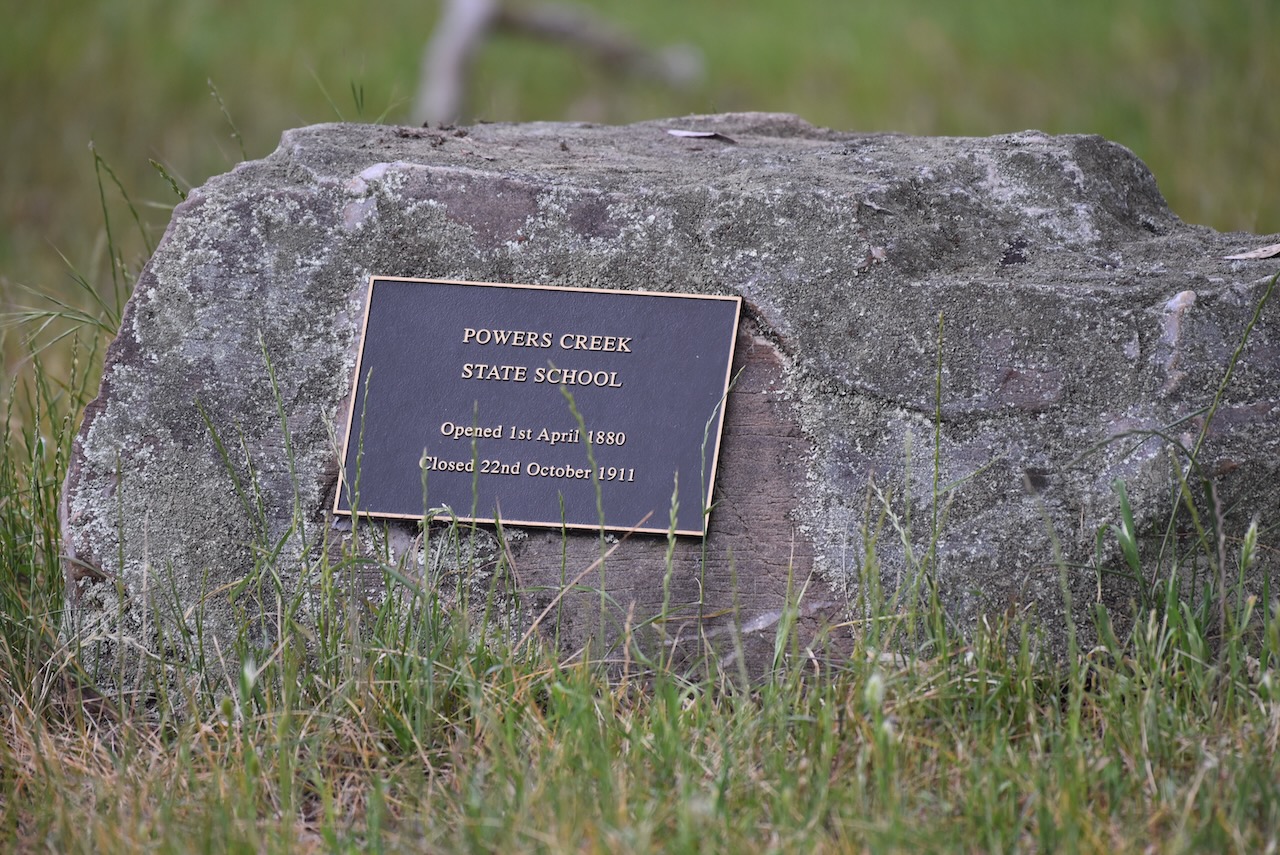 POWERS CREEK
STATE SCHOOL
Opened 1st April 1880
Closed 22nd October 1911